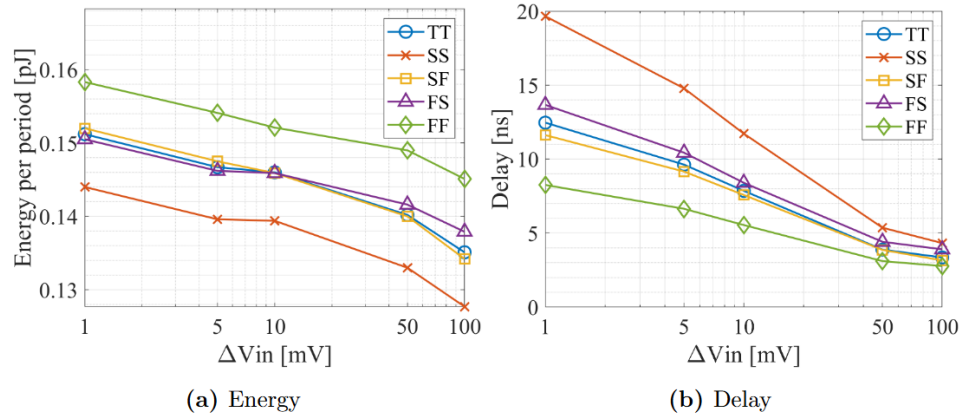 Energy per period [pJ]
0.16
0.15
0.14
0.13
1
5
10
50
100
ΔVin [mV]
TT
SS
SF
FS
FF
(a) Energy
Delay [ns]
20
15
10
5
0
1
5
10
50
100
ΔVin [mV]
TT
SS
SF
FS
FF
(b) Delay